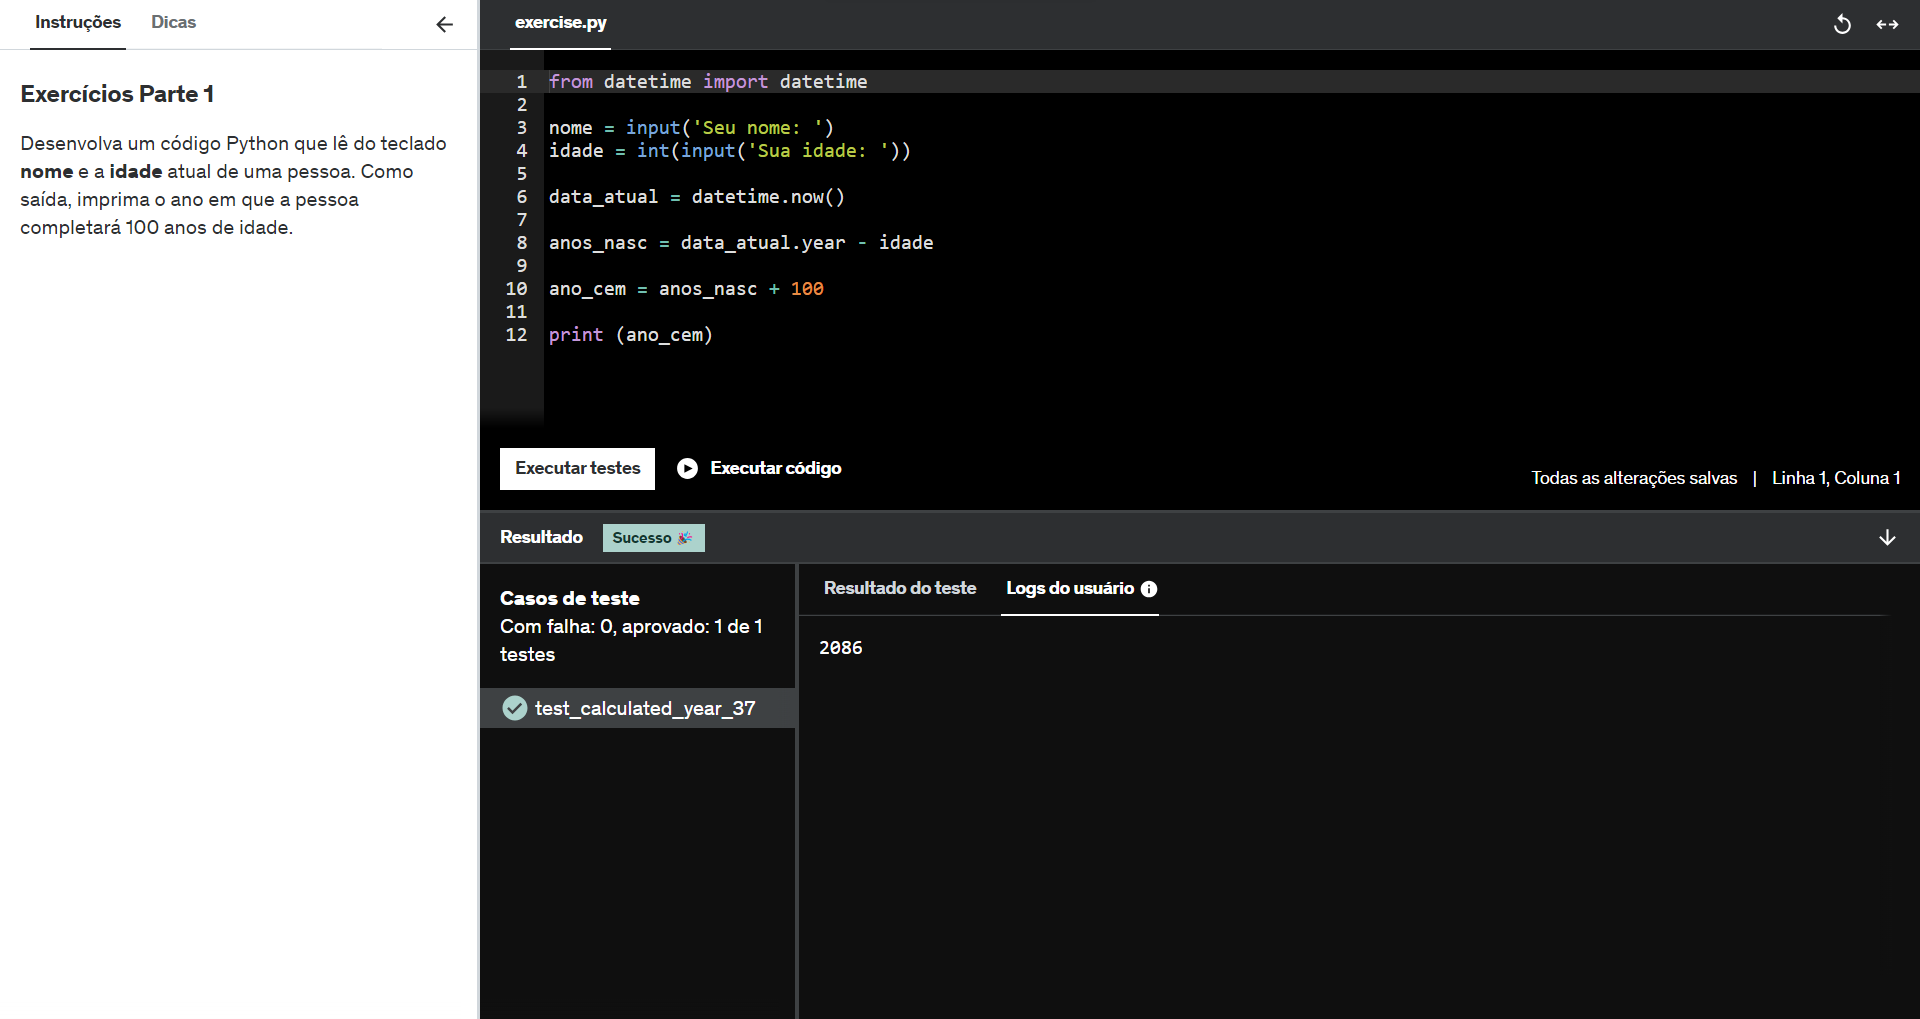 Instruções
Dicas
Exercícios Parte 1
Desenvolva um código Python que lê do teclado
nome e a idade atual de uma pessoa. Como
saída, imprima o ano em que a pessoa
completará 100 anos de idade.
exercise.py
1 from datetime import datetime
2
3 nome = input('Seu nome: ')
4 idade = int(input('Sua idade: '))
5
6 data_atual = datetime.now()
7
8 anos_nasc = data_atual.year - idade
9
10 ano_cem = anos_nasc + 100
11
12 print (ano_cem)
Executar testes
Executar código
Todas as alterações salvas | Linha 1, Coluna 1
Resultado
Sucesso 🎉
Casos de teste
Com falha: 0, aprovado: 1 de 1
testes
test_calculated_year_37
Resultado do teste
Logs do usuário
2086